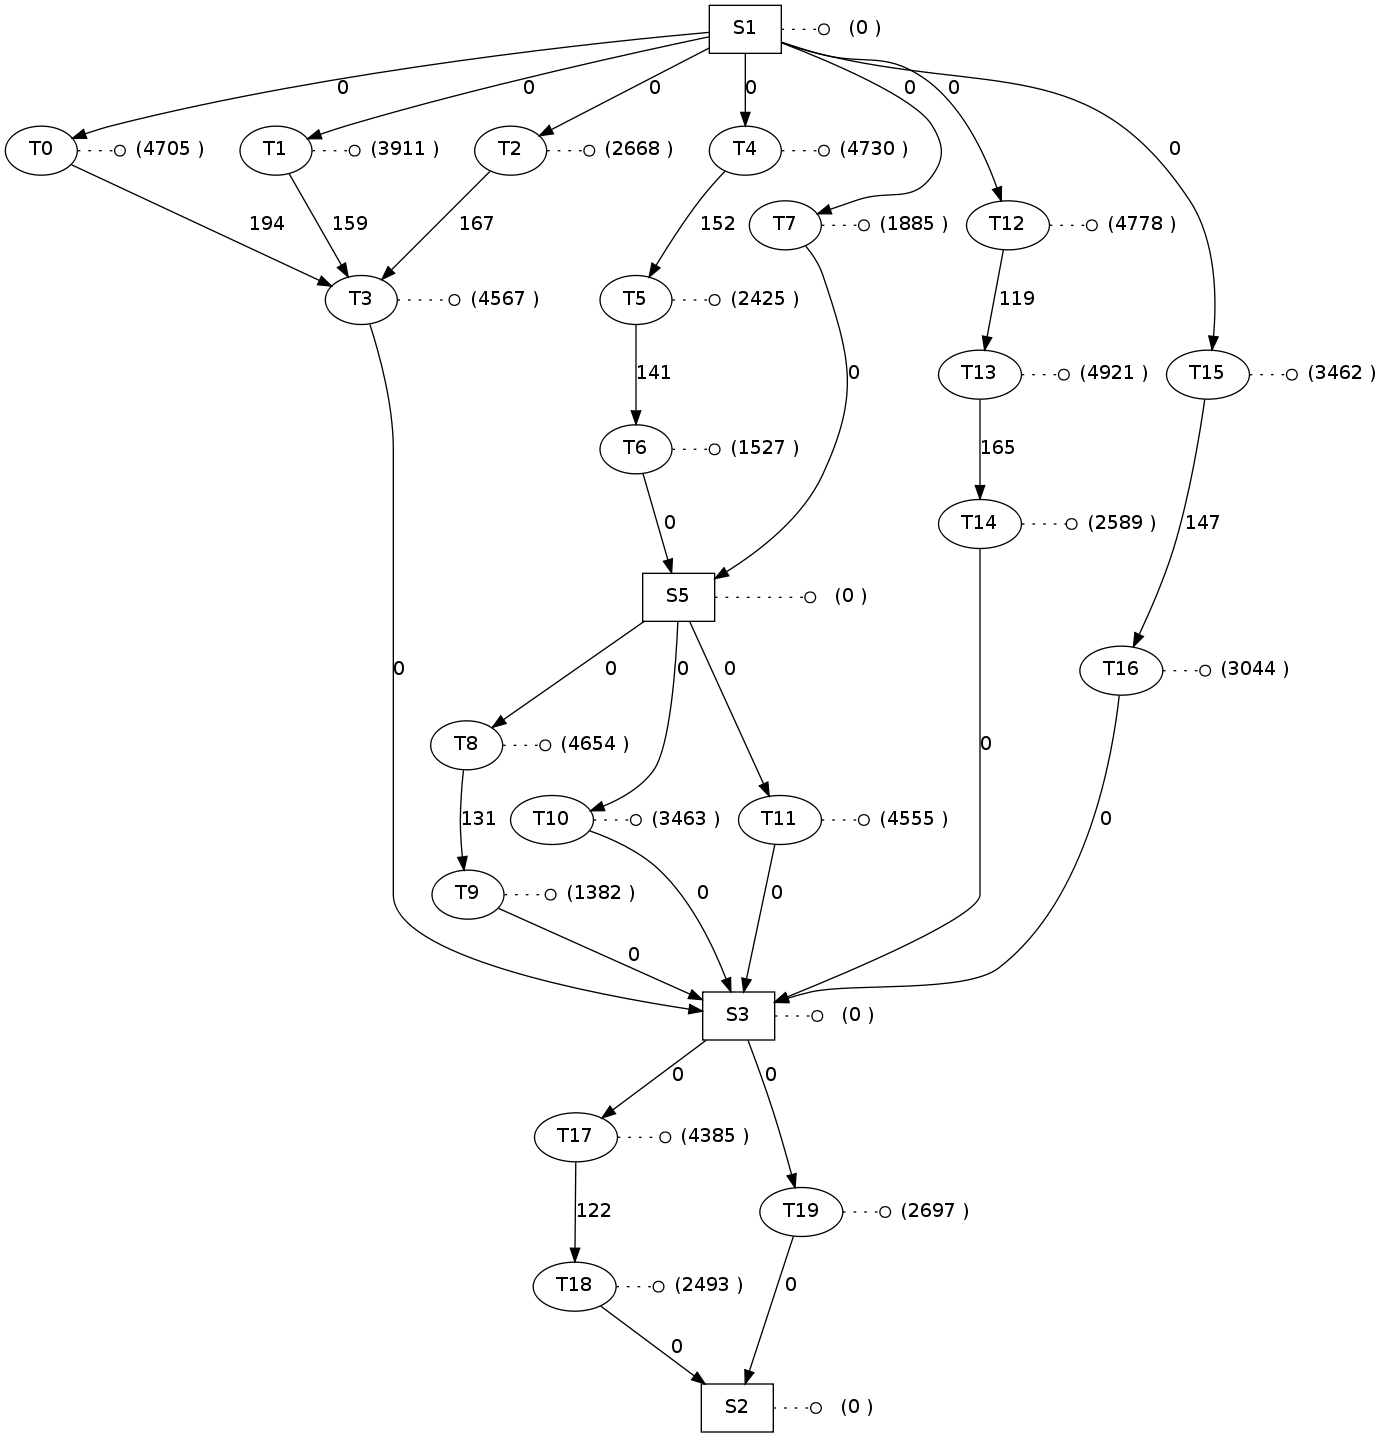 S1 (0 )
0 0 0 0 0 0
0
T0 (4705 ) T1 (3911 ) T2 (2668 ) T4 (4730 )
194 159 167 152 T7 (1885 ) T12 (4778 )
T3 (4567 ) T5 (2425 ) 119
141 0 T13 (4921 ) T15 (3462 )
T6 (1527 ) 165
0 T14 (2589 ) 147
S5 (0 )
0 0 0 0 T16 (3044 )
T8 (4654 ) 0
131 T10 (3463 ) T11 (4555 ) 0
T9 (1382 ) 0 0
0
S3 (0 )
0 0
T17 (4385 )
122 T19 (2697 )
T18 (2493 ) 0
0
S2 (0 )